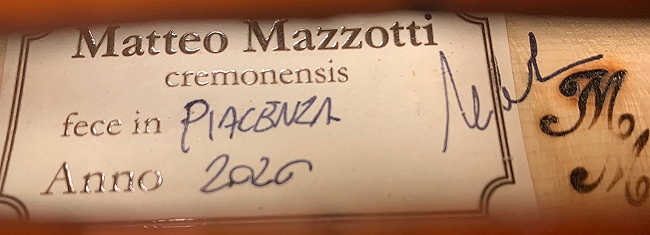 Matteo Mazzotti
cremonensis
fece in PIACENZA
Anno 2020
M.
M